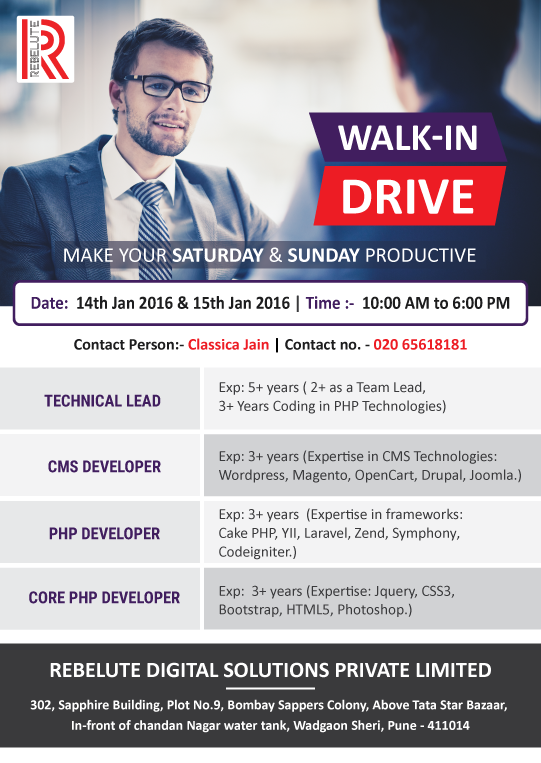 REBELUTE
WALK-IN
DRIVE
MAKE YOUR SATURDAY & SUNDAY PRODUCTIVE
Date: 14th Jan 2016 & 15th Jan 2016 | Time :- 10:00 AM to 6:00 PM
Contact Person:- Classica Jain | Contact no. - 020 65618181
TECHNICAL LEAD
Exp: 5+ years ( 2+ as a Team Lead,
3+ Years Coding in PHP Technologies)
CMS DEVELOPER
Exp: 3+ years (Expertise in CMS Technologies:
Wordpress, Magento, OpenCart, Drupal, Joomla.)
PHP DEVELOPER
Exp: 3+ years (Expertise in frameworks:
Cake PHP, YII, Laravel, Zend, Symphony,
Codeigniter.)
CORE PHP DEVELOPER
Exp: 3+ years (Expertise: Jquery, CSS3,
Bootstrap, HTML5, Photoshop.)
REBELUTE DIGITAL SOLUTIONS PRIVATE LIMITED
302, Sapphire Building, Plot No.9, Bombay Sappers Colony, Above Tata Star Bazaar,
In-front of chandan Nagar water tank, Wadgaon Sheri, Pune - 411014